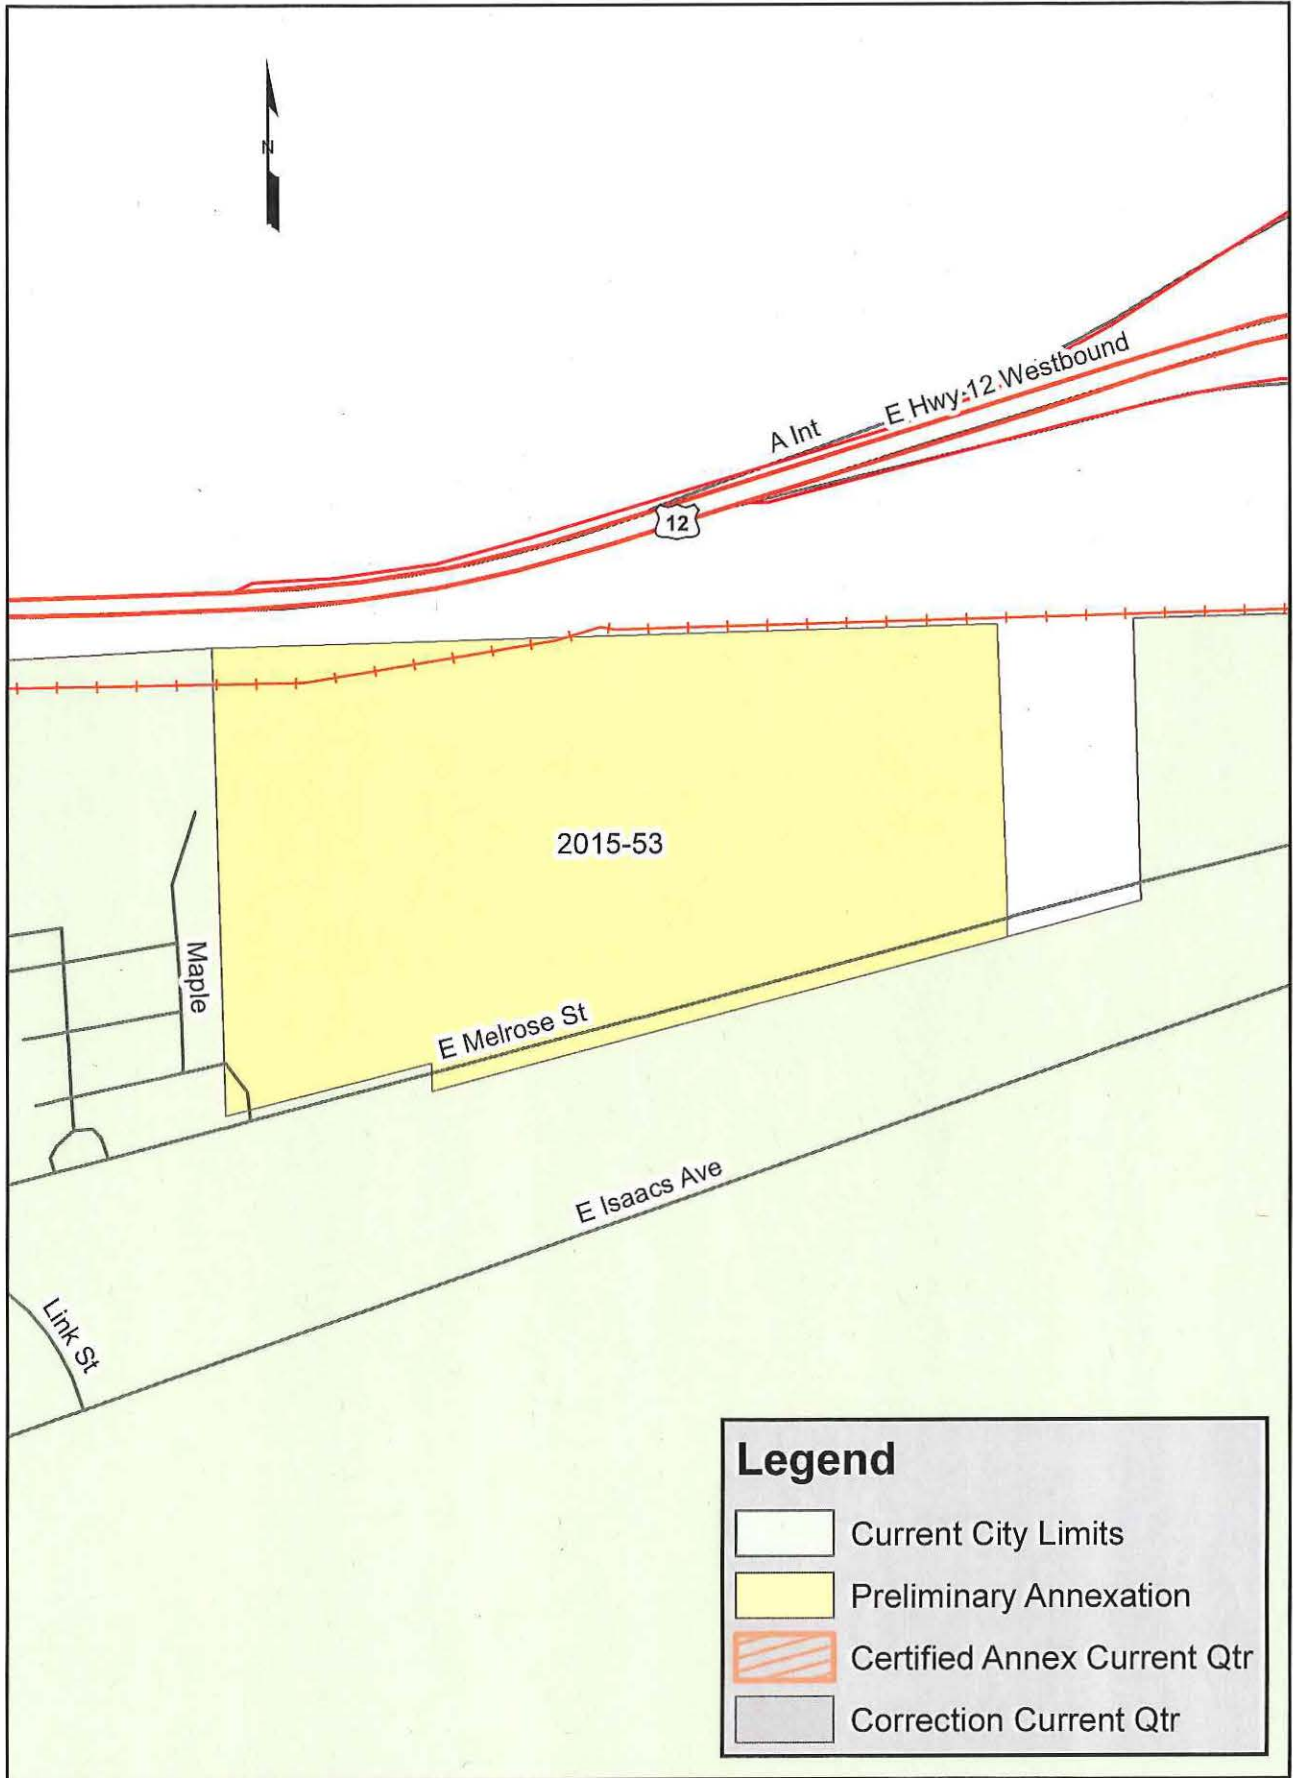 N
A Int
E Hwy 12 Westbound
12
2015-53
Maple
E Melrose St
E Isaacs Ave
Link St
Legend
Current City Limits
Preliminary Annexation
Certified Annex Current Qtr
Correction Current Qtr